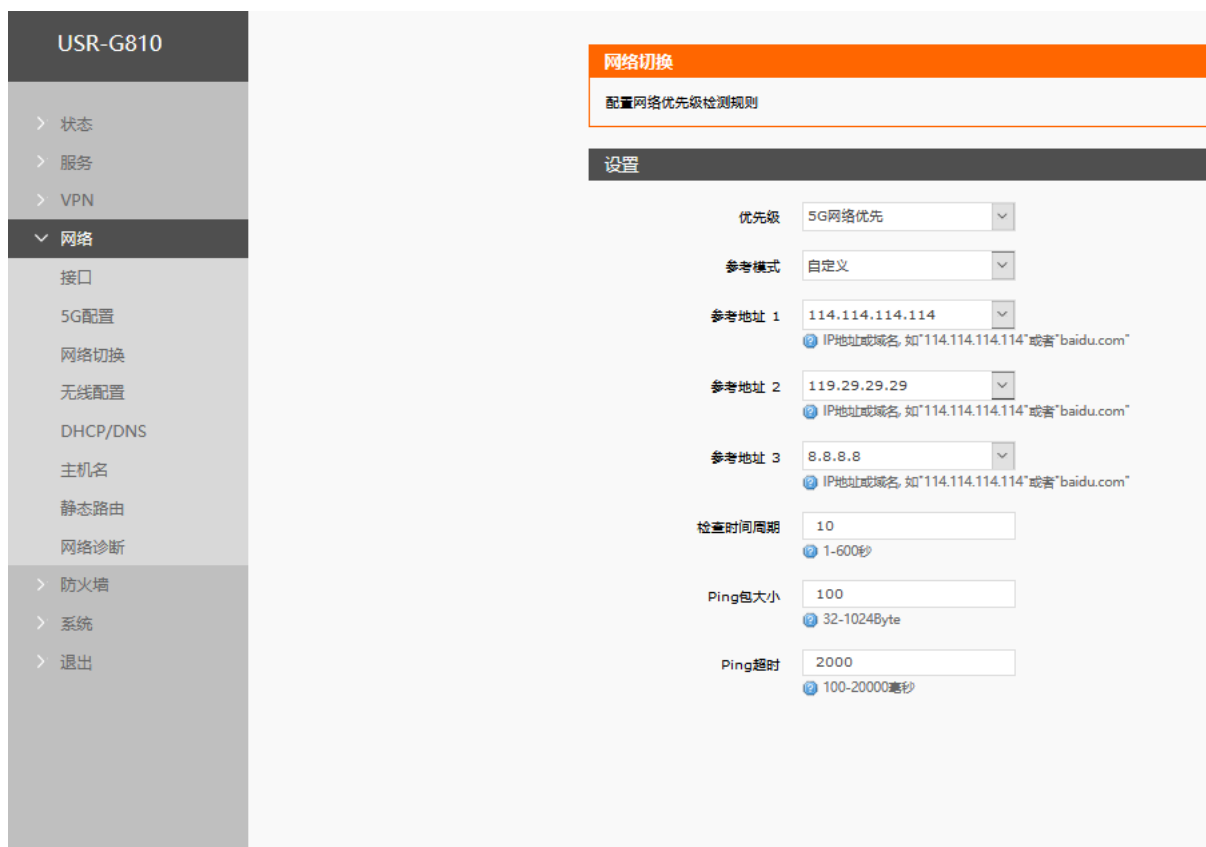 USR-G810
状态
服务
VPN
网络
接口
5G配置
网络切换
无线配置
DHCP/DNS
主机名
静态路由
网络诊断
防火墙
系统
退出
网络切换
配置网络优先级检测规则
设置
优先级 5G网络优先
参考模式 自定义
参考地址 1 114.114.114.114
IP地址或域名, 如"114.114.114.114"或者"baidu.com"
参考地址 2 119.29.29.29
IP地址或域名, 如"114.114.114.114"或者"baidu.com"
参考地址 3 8.8.8.8
IP地址或域名, 如"114.114.114.114"或者"baidu.com"
检查时间周期 10
1-600秒
Ping包大小 100
32-1024Byte
Ping超时 2000
100-20000毫秒